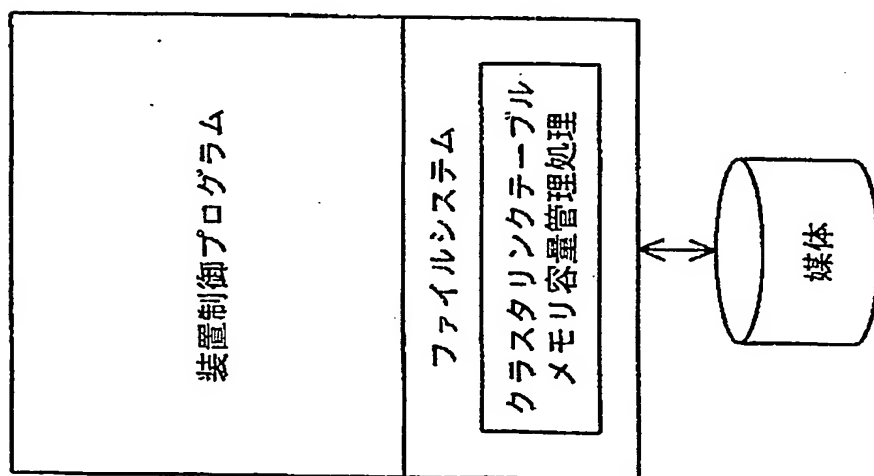 装置制御プログラム
ファイルシステム
クラスタリンクテーブル
メモリ容量管理処理
媒体